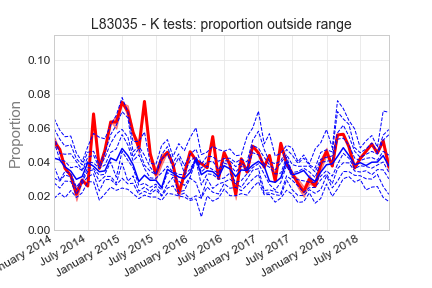 L83035 - K tests: proportion outside range
Proportion
0.10
0.08
0.06
0.04
0.02
0.00
nuary 2014
July 2014
January 2015
July 2015
January 2016
July 2016
January 2017
July 2017
January 2018
July 2018